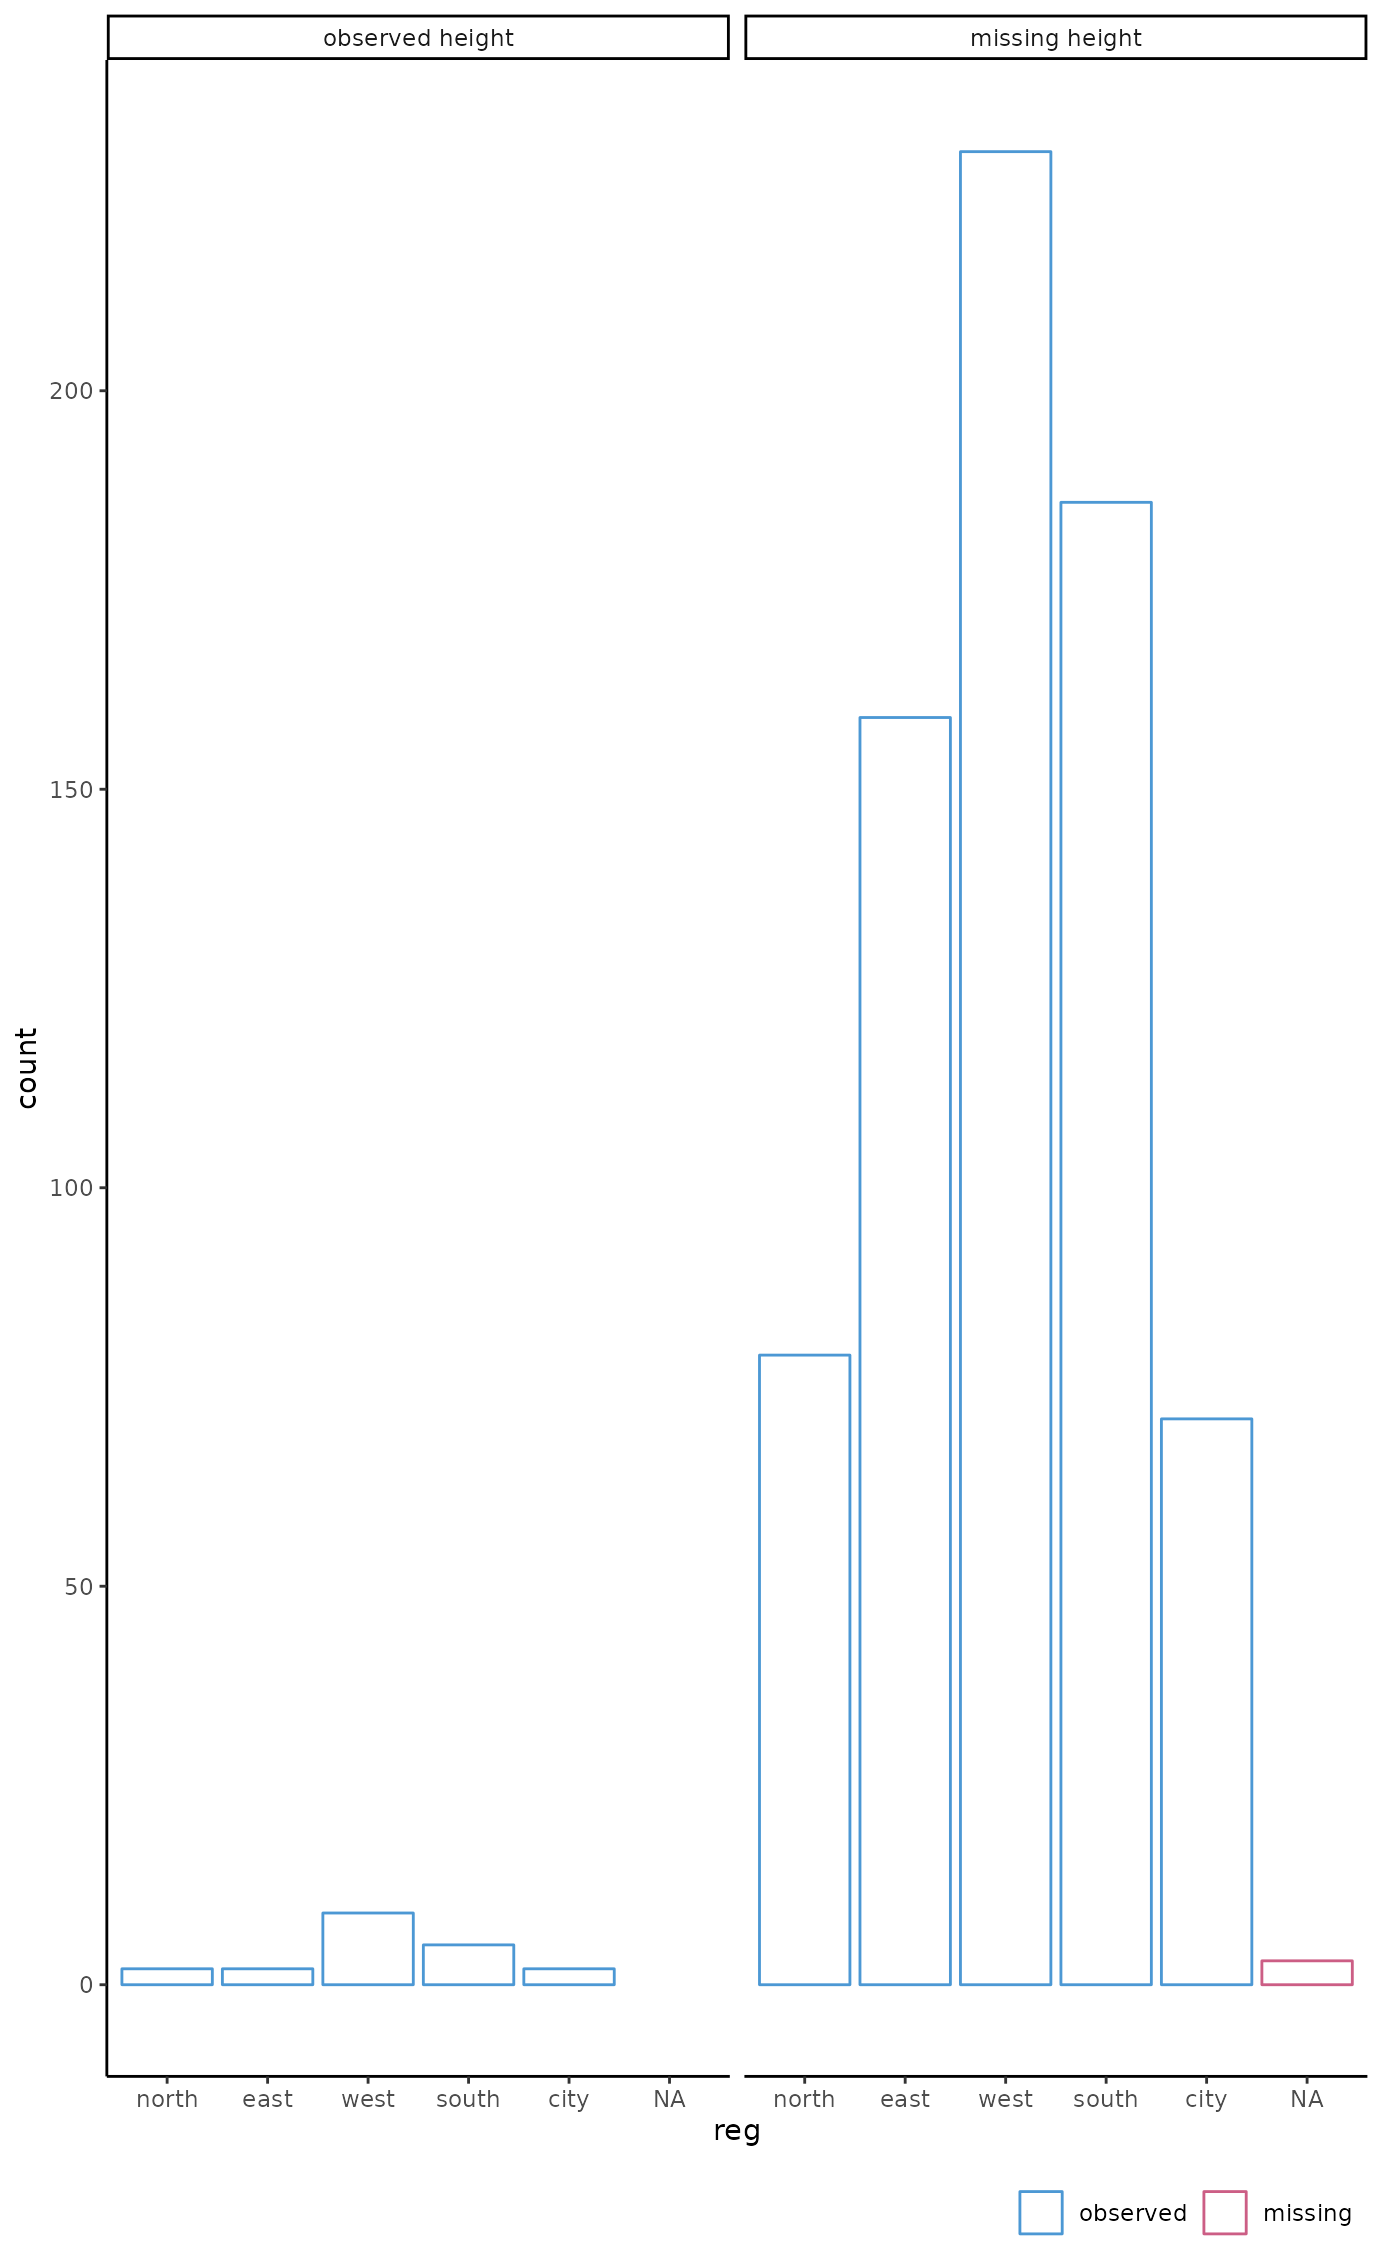 observed height missing height
200
150
100
50
0
count
north east west south city NA north east west south city NA
reg
observed missing